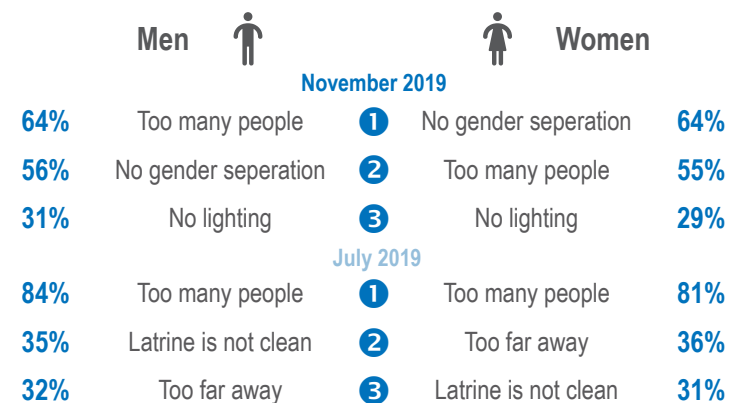 Men Women
November 2019
64% Too many people 1 No gender seperation 64%
56% No gender seperation 2 Too many people 55%
31% No lighting 3 No lighting 29%
July 2019
84% Too many people 1 Too many people 81%
35% Latrine is not clean 2 Too far away 36%
32% Too far away 3 Latrine is not clean 31%